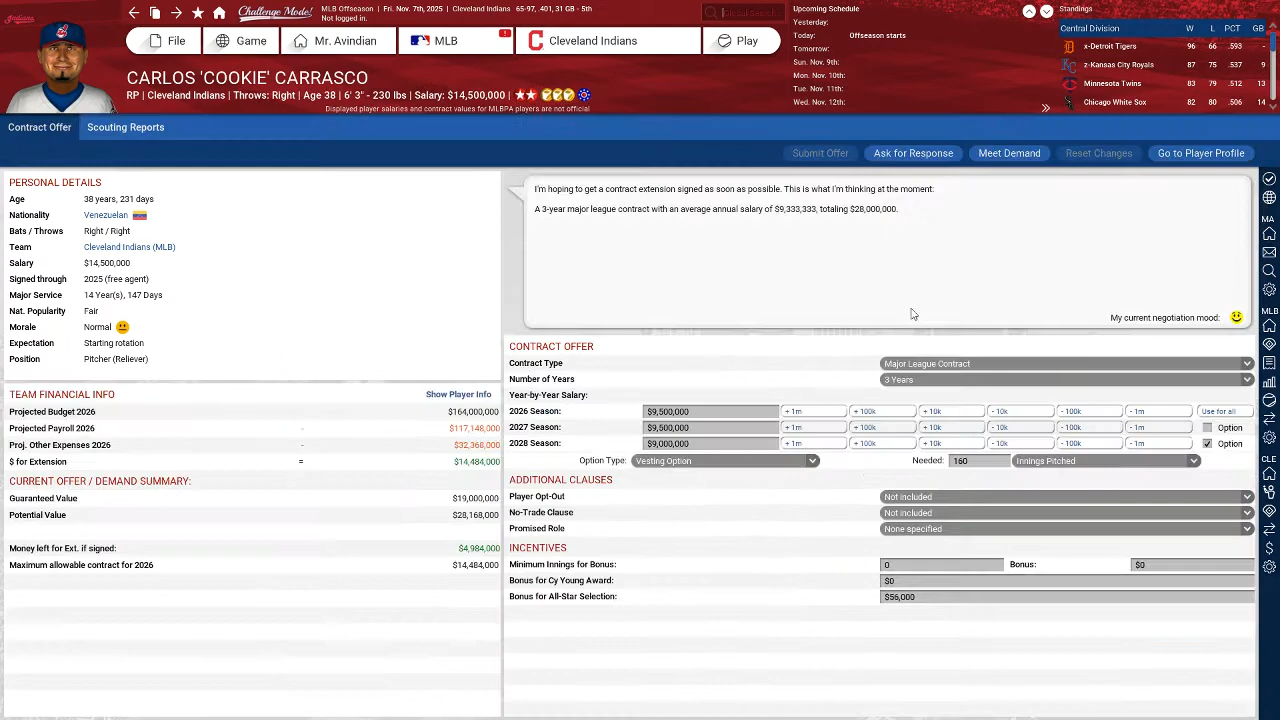 Indians
Challenge Mode!
MLB Offseason | Fri. Nov. 7th, 2025 | Cleveland Indians 65-97, .401, 31 GB - 5th
Not logged in.
Global Search...
File
Game
Mr. Avindian
MLB
Cleveland Indians
Play
Upcoming Schedule
Yesterday:
Today: Offseason starts
Tomorrow:
Sun. Nov. 9th:
Mon. Nov. 10th:
Tue. Nov. 11th:
Wed. Nov. 12th:
Standings
Central Division W L PCT GB
x-Detroit Tigers 96 66 .593 -
z-Kansas City Royals 87 75 .537 9
Minnesota Twins 83 79 .512 13
Chicago White Sox 82 80 .506 14
CARLOS 'COOKIE' CARRASCO
RP | Cleveland Indians | Throws: Right | Age 38 | 6' 3" - 230 lbs | Salary: $14,500,000 |
Displayed player salaries and contract values for MLBPA players are not official
Contract Offer
Scouting Reports
Submit Offer
Ask for Response
Meet Demand
Reset Changes
Go to Player Profile
PERSONAL DETAILS
Age 38 years, 231 days
Nationality Venezuelan
Bats / Throws Right / Right
Team Cleveland Indians (MLB)
Salary $14,500,000
Signed through 2025 (free agent)
Major Service 14 Year(s), 147 Days
Nat. Popularity Fair
Morale Normal
Expectation Starting rotation
Position Pitcher (Reliever)
TEAM FINANCIAL INFO Show Player Info
Projected Budget 2026 $164,000,000
Projected Payroll 2026 - $117,148,000
Proj. Other Expenses 2026 - $32,368,000
$ for Extension = $14,484,000
CURRENT OFFER / DEMAND SUMMARY:
Guaranteed Value $19,000,000
Potential Value $28,168,000
Money left for Ext. if signed: $4,984,000
Maximum allowable contract for 2026 $14,484,000
I'm hoping to get a contract extension signed as soon as possible. This is what I'm thinking at the moment:
A 3-year major league contract with an average annual salary of $9,333,333, totaling $28,000,000.
My current negotiation mood:
CONTRACT OFFER
Contract Type Major League Contract
Number of Years 3 Years
Year-by-Year Salary:
2026 Season: $9,500,000 + 1m + 100k + 10k - 10k - 100k - 1m Use for all
2027 Season: $9,500,000 + 1m + 100k + 10k - 10k - 100k - 1m Option
2028 Season: $9,000,000 + 1m + 100k + 10k - 10k - 100k - 1m Option
Option Type: Vesting Option Needed: 160 Innings Pitched
ADDITIONAL CLAUSES
Player Opt-Out Not included
No-Trade Clause Not included
Promised Role None specified
INCENTIVES
Minimum Innings for Bonus: 0 Bonus: $0
Bonus for Cy Young Award: $0
Bonus for All-Star Selection: $56,000
MA
MLB
CLE